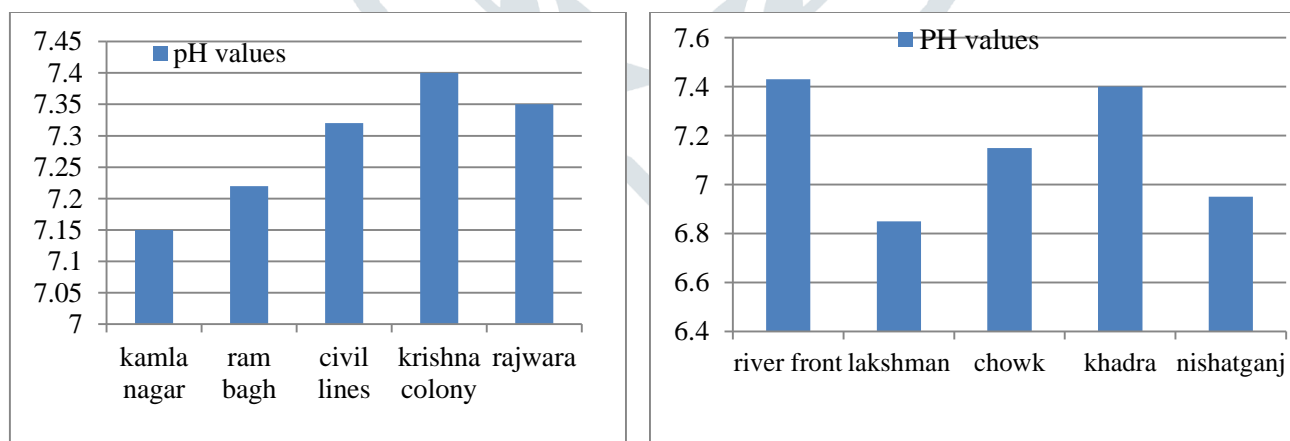 7.45
7.4
7.35
7.3
7.25
7.2
7.15
7.1
7.05
7
pH values
kamla
nagar
ram
bagh
civil
lines
krishna
colony
rajwara
7.6
7.4
7.2
7
6.8
6.6
6.4
PH values
river front
lakshman
chowk
khadra
nishatganj